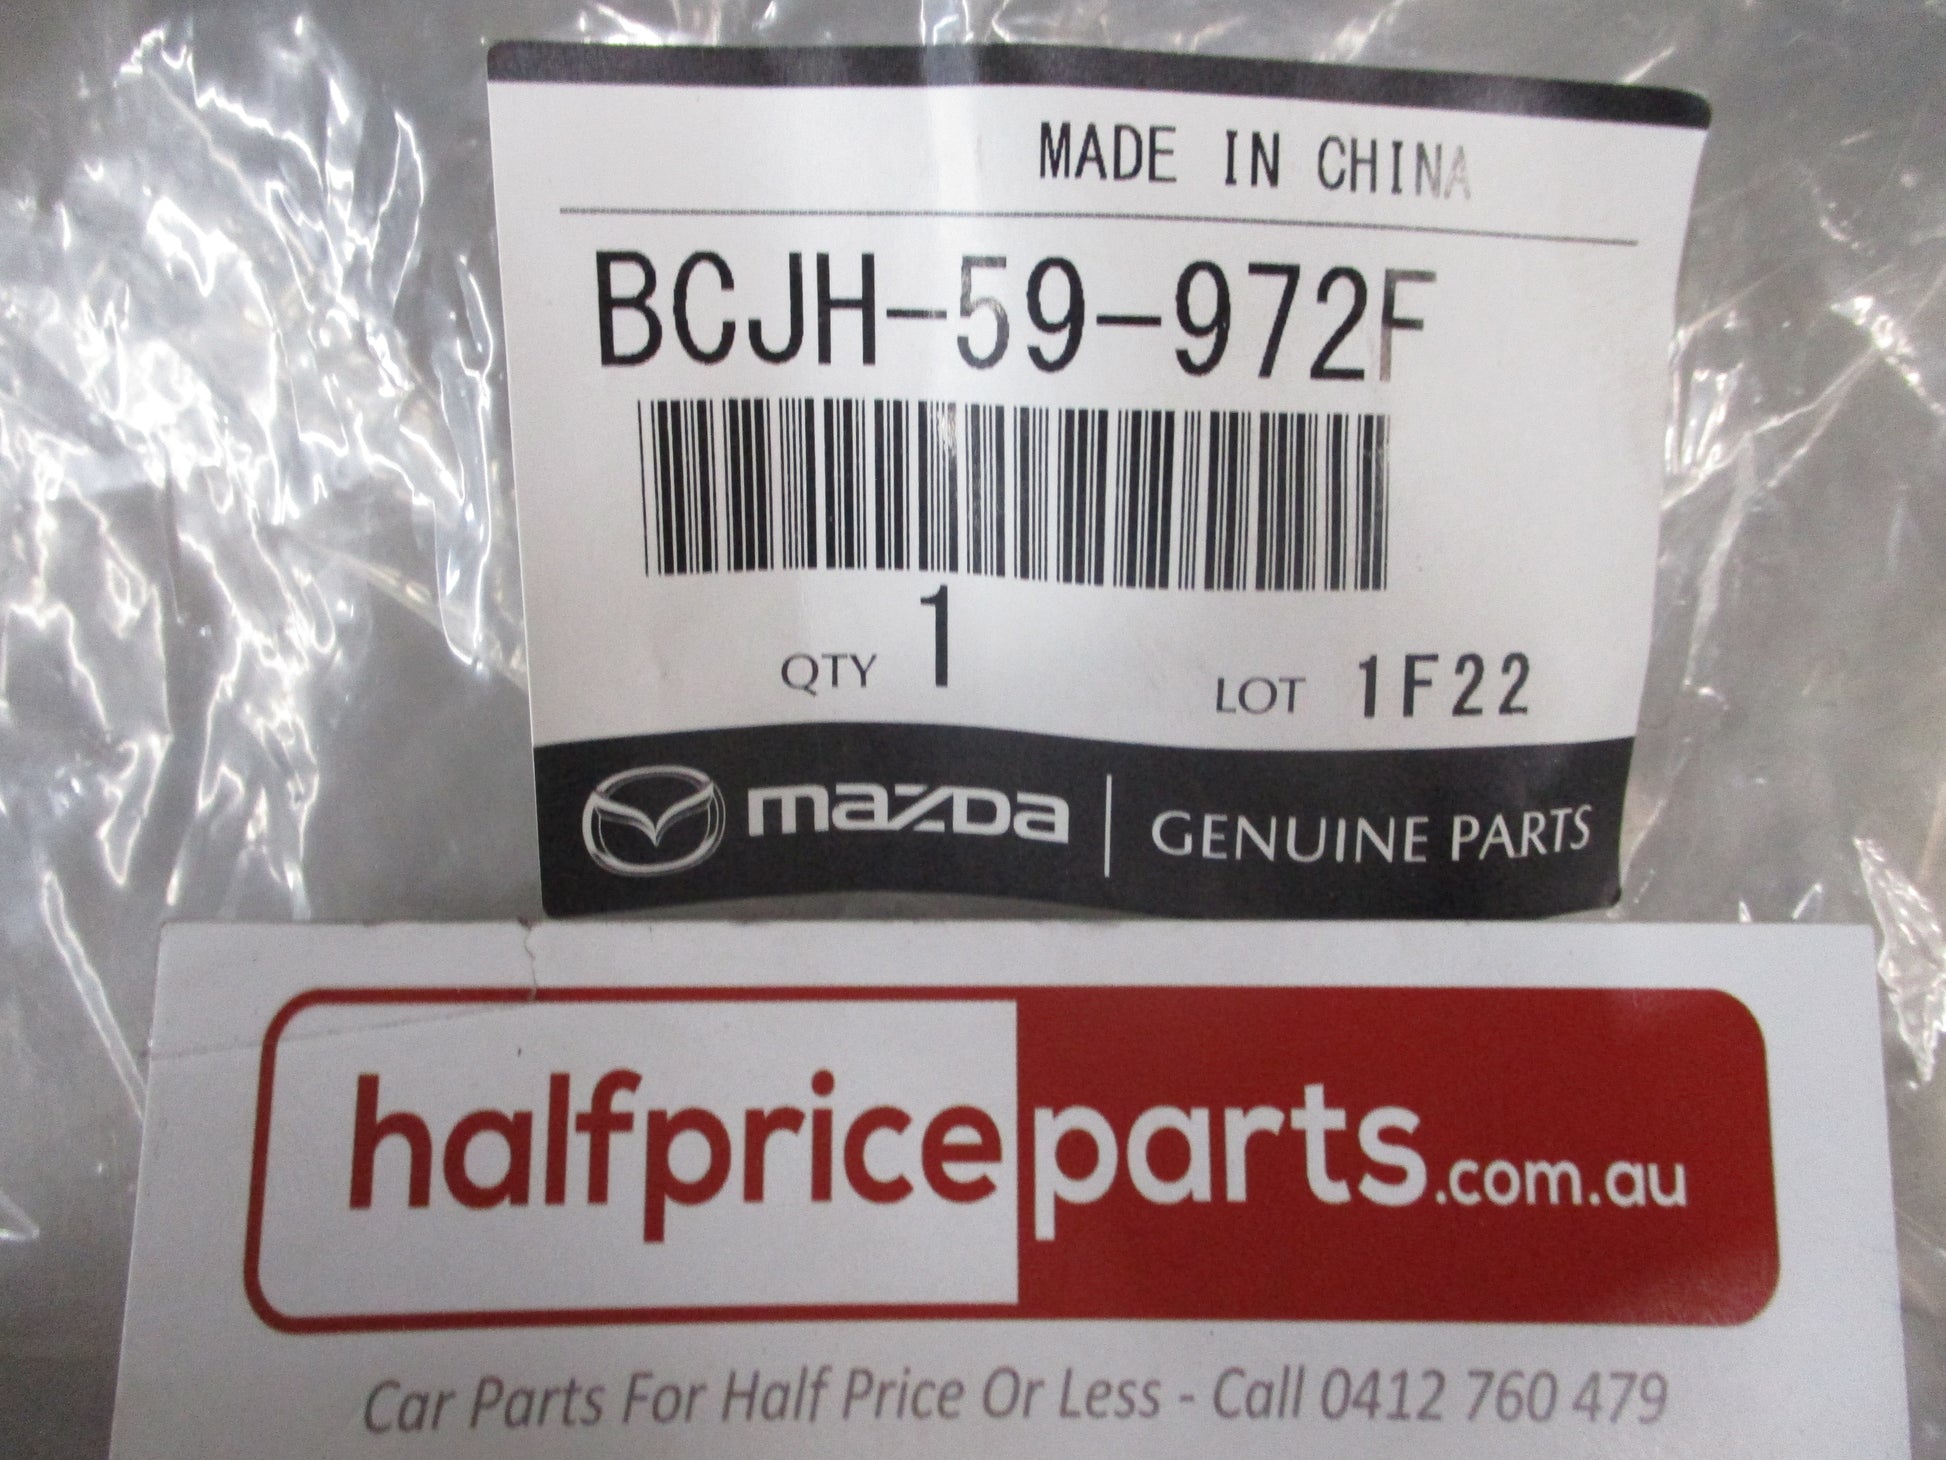 MADE IN CHINA
BCJH-59-972F
QTY 1 LOT 1F22
mazda GENUINE PARTS
halfpriceparts.com.au
Car Parts For Half Price Or Less - Call 0412 760 479